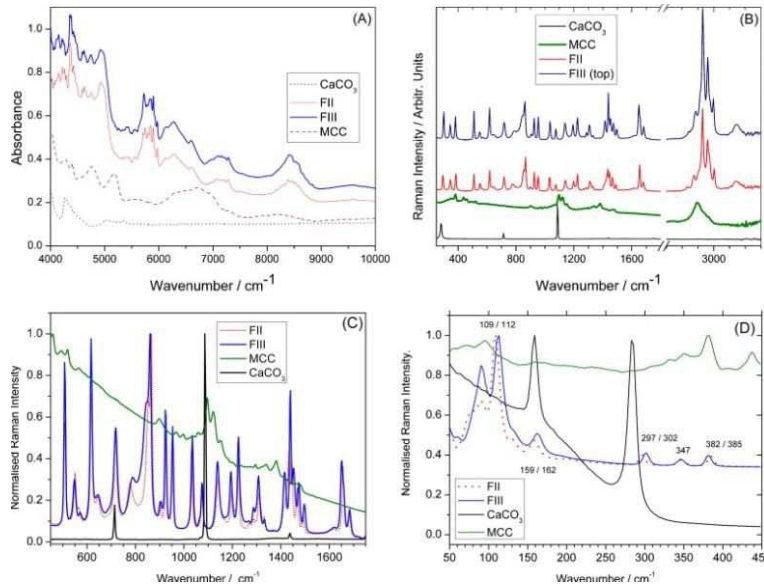 (A)
Absorbance
1.0
0.8
0.6
0.4
0.2
0.0
CaCO3
FII
FIII
MCC
4000 5000 6000 7000 8000 9000 10000
Wavenumber / cm-1
(B)
Raman Intensity / Arbitr. Units
CaCO3
MCC
FII
FIII (top)
400 800 1200 1600 3000
Wavenumber / cm-1
(C)
Normalised Raman Intensity
1.0
0.8
0.6
0.4
0.2
0.0
FII
FIII
MCC
CaCO3
600 800 1000 1200 1400 1600
Wavenumber / cm-1
(D)
Normalised Raman Intensity.
1.0
0.8
0.6
0.4
0.2
0.0
109 / 112
159 / 162
297 / 302
347
382 / 385
FII
FIII
CaCO3
MCC
50 100 150 200 250 300 350 400 450
Wavenumber / cm-1